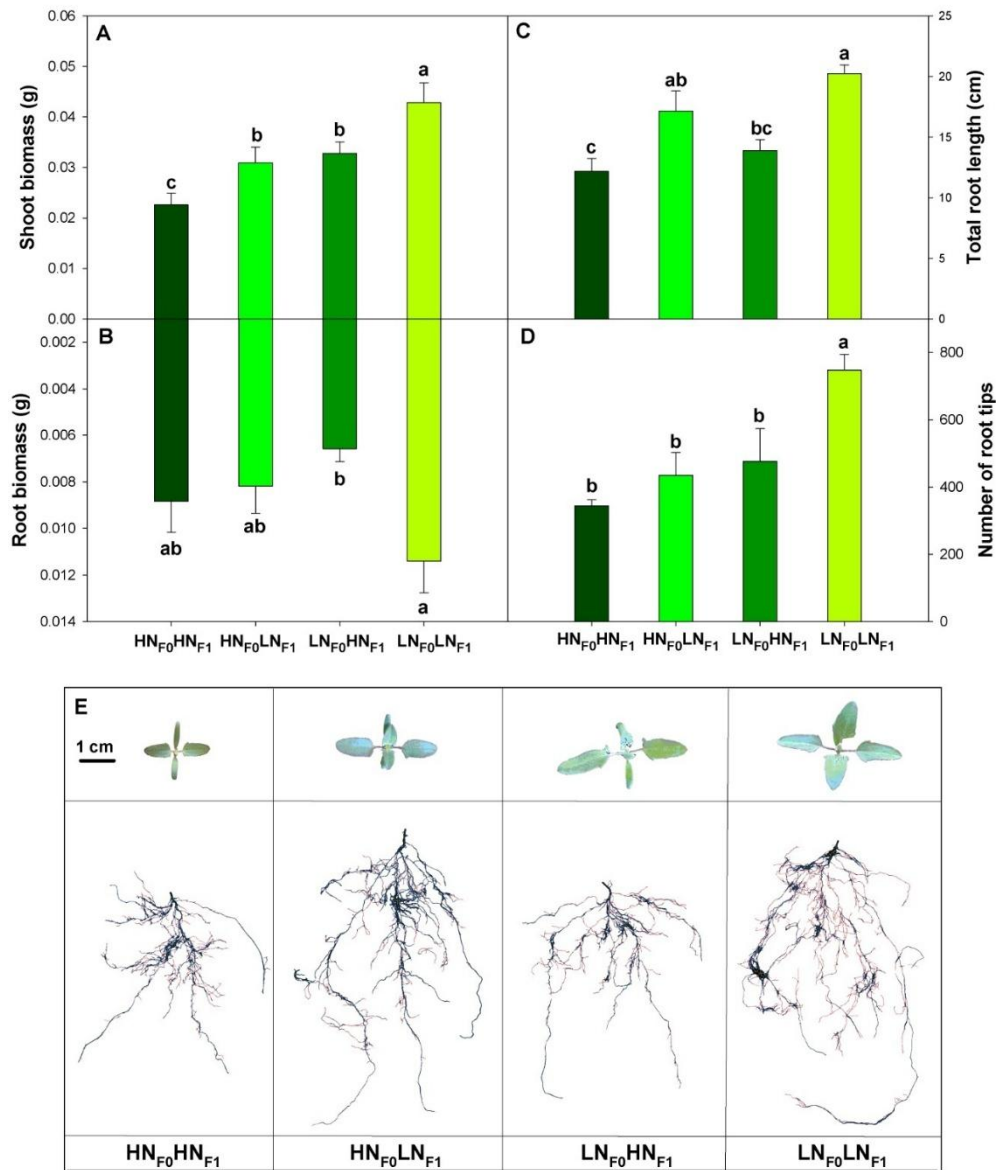 A
Shoot biomass (g)
0.06
0.05
0.04
0.03
0.02
0.01
0.00
c
b
b
a
B
Root biomass (g)
0.002
0.004
0.006
0.008
0.010
0.012
0.014
ab
ab
b
a
HNF0HNF1
HNF0LNF1
LNF0HNF1
LNF0LNF1
C
Total root length (cm)
25
20
15
10
5
0
c
ab
bc
a
D
Number of root tips
800
600
400
200
0
b
b
b
a
HNF0HNF1
HNF0LNF1
LNF0HNF1
LNF0LNF1
E
1 cm
HNF0HNF1
HNF0LNF1
LNF0HNF1
LNF0LNF1